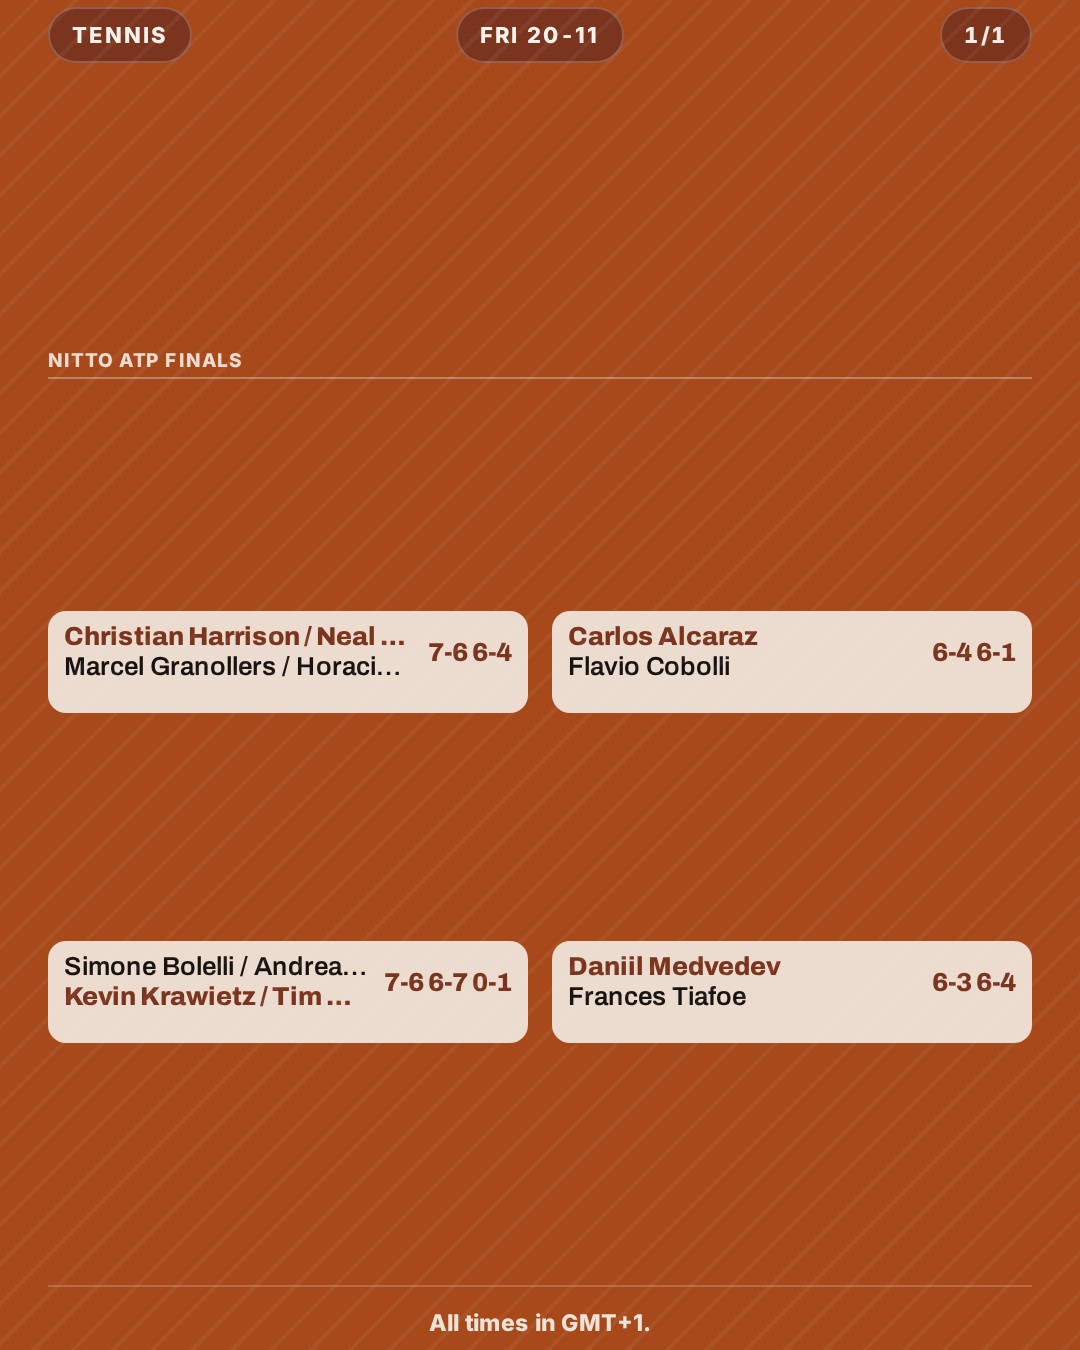 TENNIS
FRI 20-11
1/1
NITTO ATP FINALS
Christian Harrison / Neal ...
Marcel Granollers / Horaci...
7-6 6-4
Carlos Alcaraz
Flavio Cobolli
6-4 6-1
Simone Bolelli / Andrea...
Kevin Krawietz / Tim ...
7-6 6-7 0-1
Daniil Medvedev
Frances Tiafoe
6-3 6-4
All times in GMT+1.